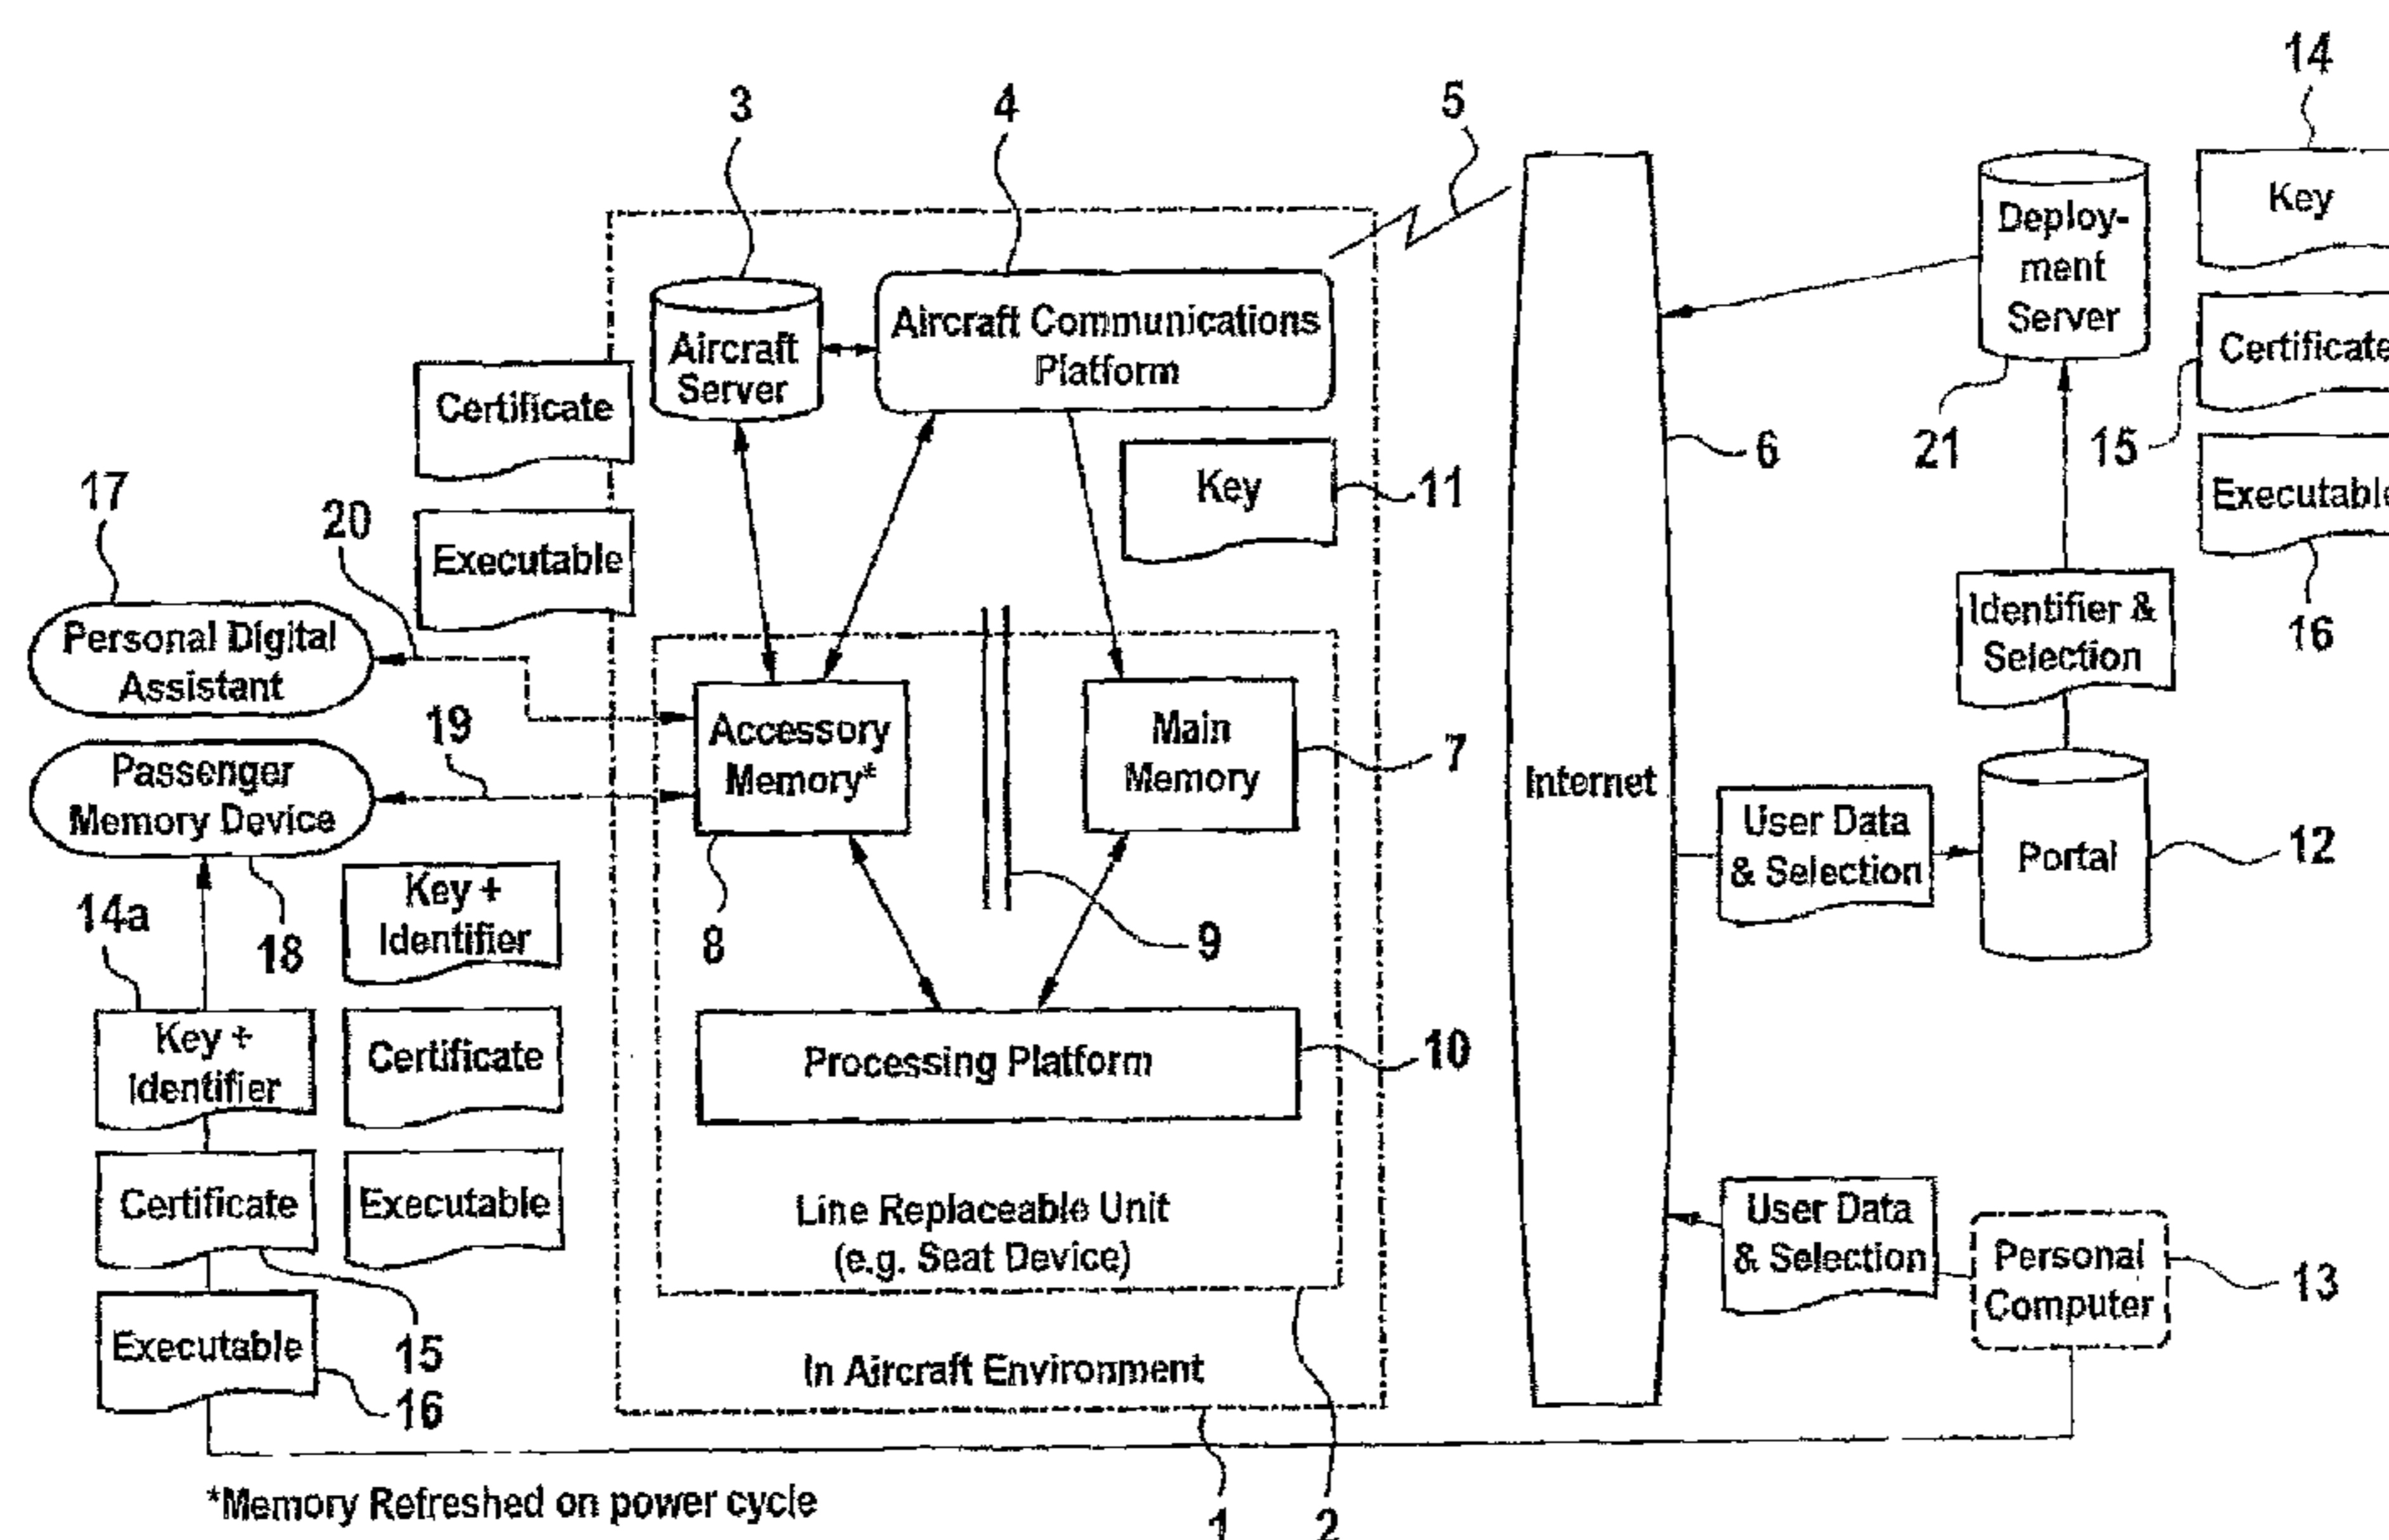 14
3
4
5
Key
Deploy-
ment
Server
Aircraft
Server
Aircraft Communications
Platform
Certificate
Certificate
21
15
6
Key
11
17
20
Executable
Executable
16
Personal Digital
Assistant
Identifier &
Selection
19
Accessory
Memory*
Main
Memory
7
Internet
Passenger
Memory Device
User Data
& Selection
Portal
12
14a
18
Key +
Identifier
8
9
Key +
Identifier
Certificate
Processing Platform
10
Certificate
Executable
Line Replaceable Unit
(e.g. Seat Device)
User Data
& Selection
Personal
Computer
13
Executable
15
16
In Aircraft Environment
*Memory Refreshed on power cycle
1
2